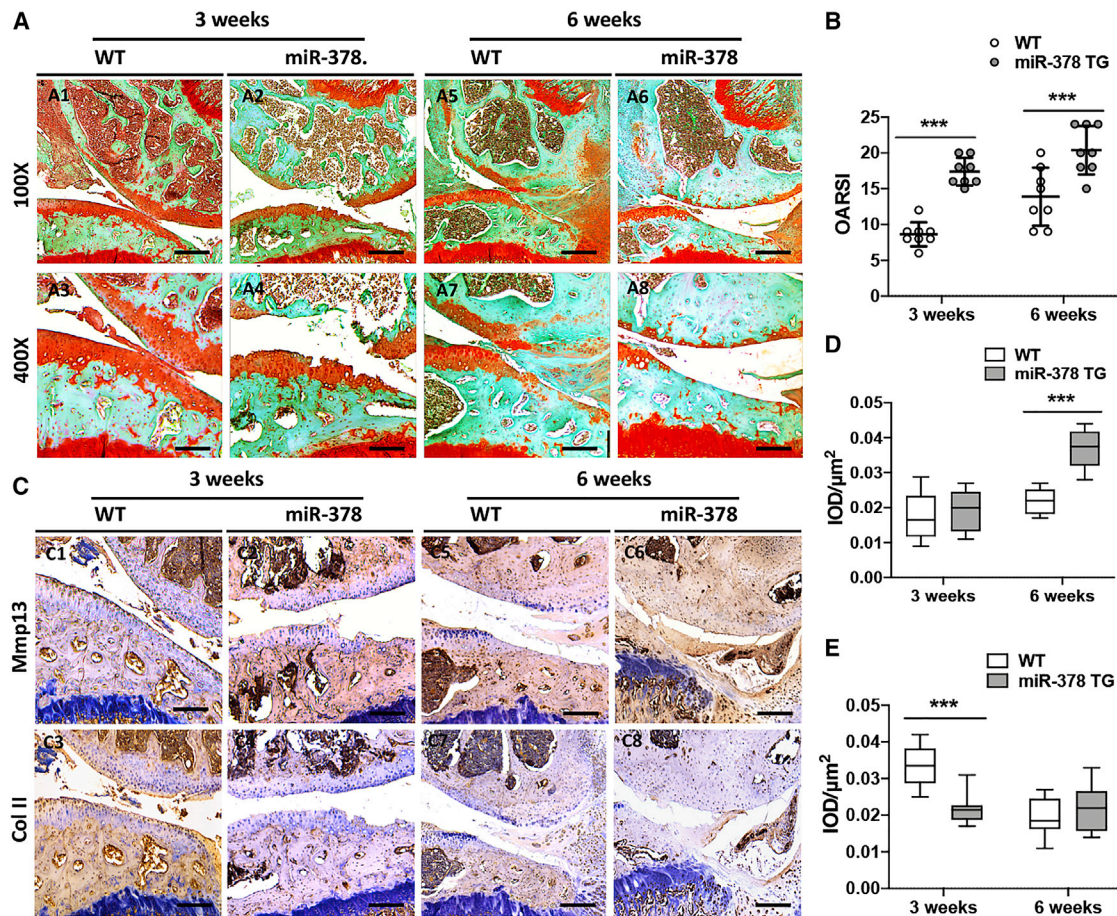 A
3 weeks
6 weeks
WT
miR-378.
WT
miR-378
100X
A1
A2
A5
A6
400X
A3
A4
A7
A8
B
WT
miR-378 TG
***
***
OARSI
25
20
15
10
5
0
3 weeks
6 weeks
C
3 weeks
6 weeks
WT
miR-378
WT
miR-378
Mmp13
C1
C2
C5
C6
Col II
C3
C4
C7
C8
D
WT
miR-378 TG
***
IOD/µm²
0.05
0.04
0.03
0.02
0.01
0.00
3 weeks
6 weeks
E
WT
miR-378 TG
***
IOD/µm²
0.05
0.04
0.03
0.02
0.01
0.00
3 weeks
6 weeks